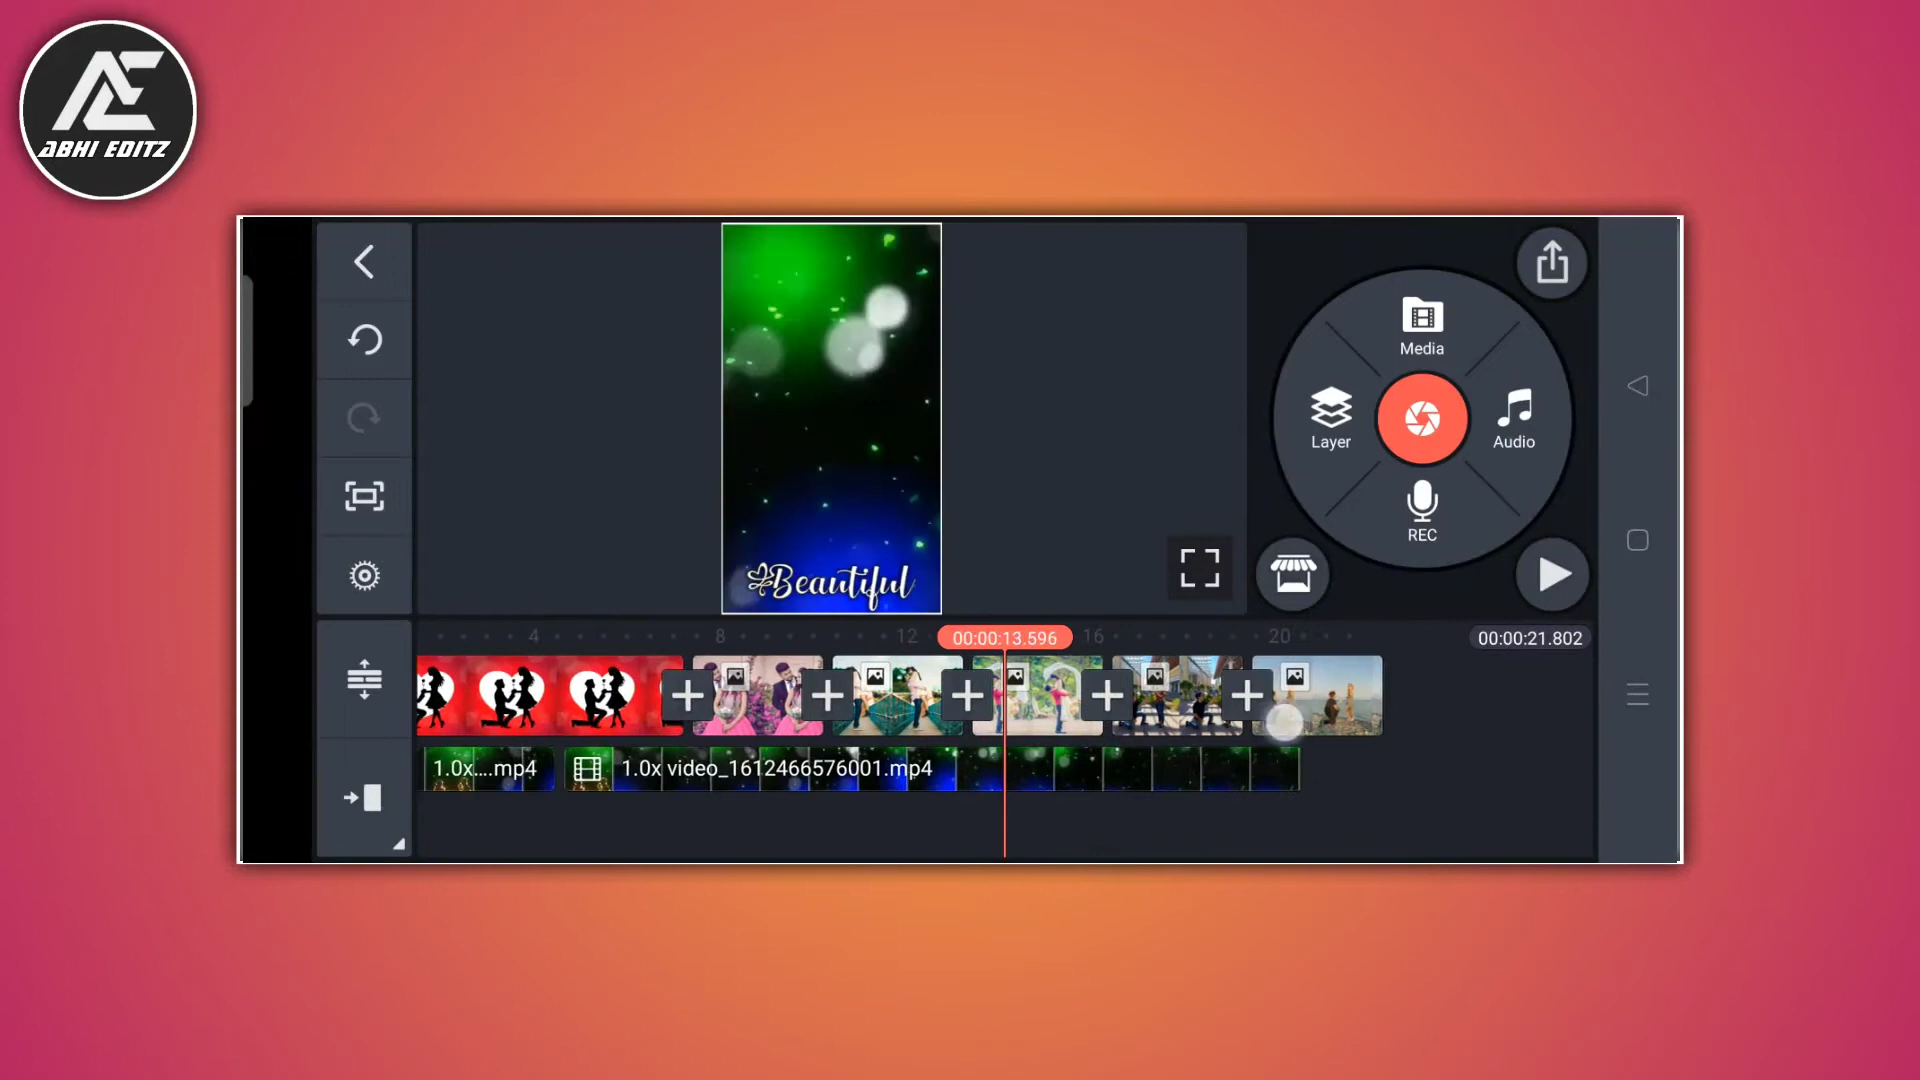 ABHI EDITZ
Media
Layer
Audio
REC
Beautiful
4
8
12
00:00:13.596
16
20
00:00:21.802
1.0x....mp4
1.0x video_1612466576001.mp4